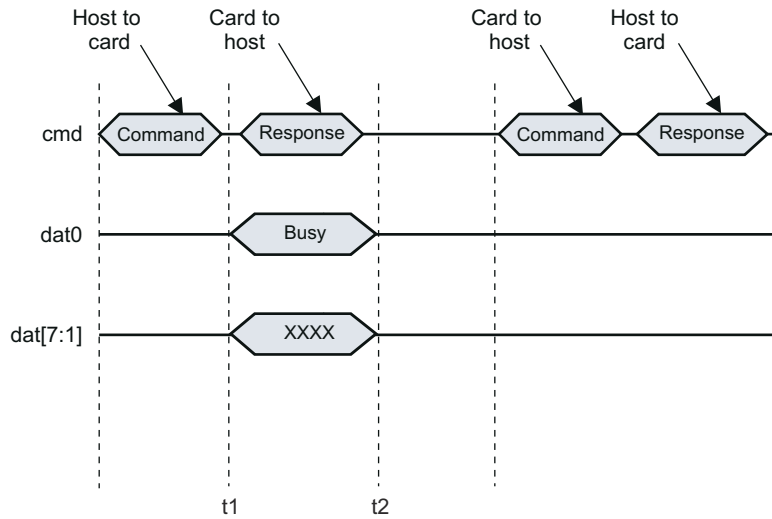 Host to
card
Card to
host
Card to
host
Host to
card
cmd
Command
Response
Command
Response
dat0
Busy
dat[7:1]
XXXX
t1
t2